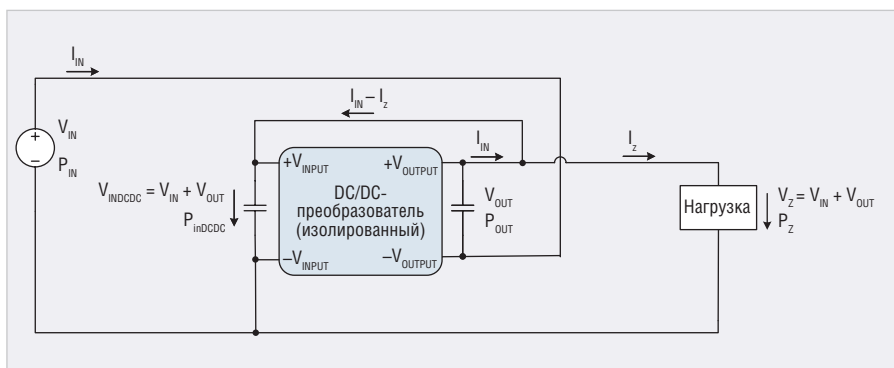 I_IN
I_IN – I_z
V_IN
P_IN
+V_INPUT
+V_OUTPUT
I_IN
I_z
V_INDCDC = V_IN + V_OUT
P_inDCDC
DC/DC-
преобразователь
(изолированный)
V_OUT
P_OUT
Нагрузка
V_Z = V_IN + V_OUT
P_Z
–V_INPUT
–V_OUTPUT